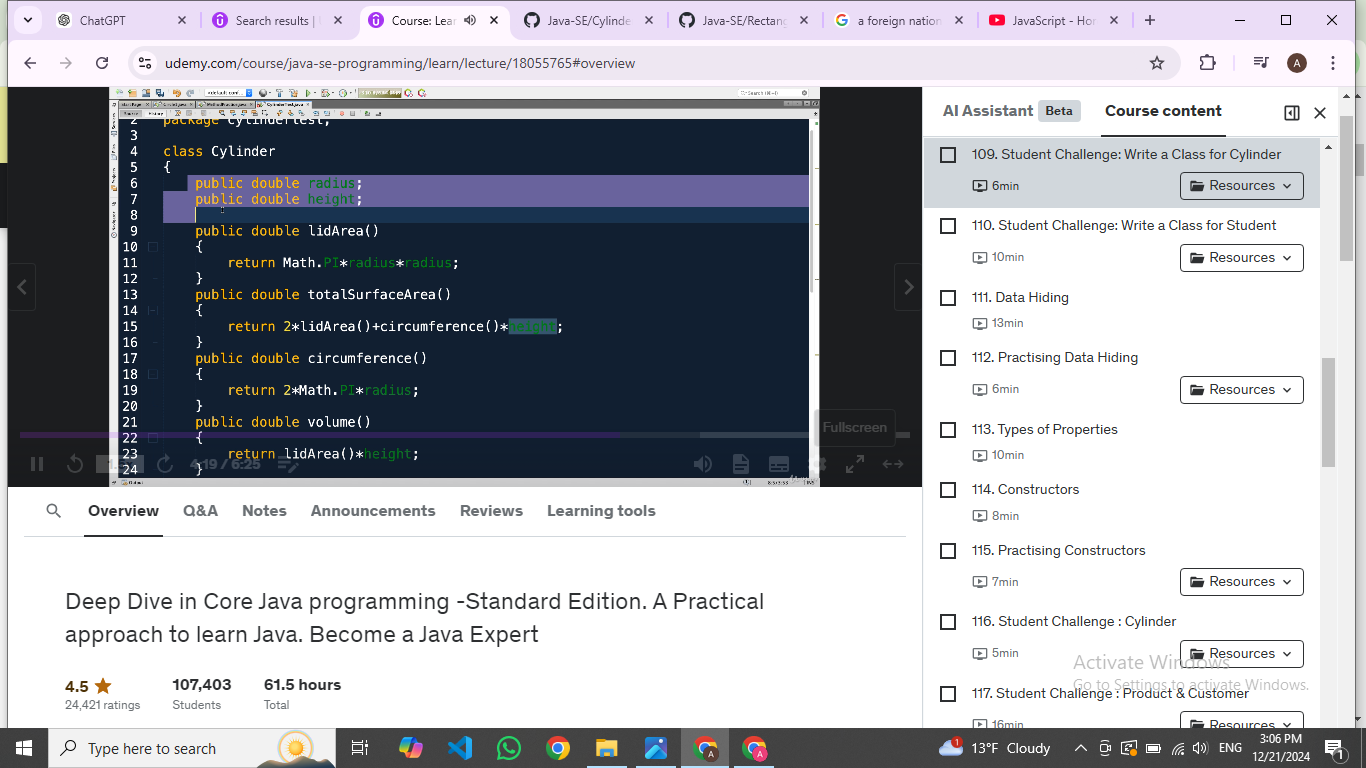 ChatGPT
Search results |
Course: Lear
Java-SE/Cylinde
Java-SE/Rectang
a foreign nation
JavaScript - Hor
udemy.com/course/java-se-programming/learn/lecture/18055765#overview
A
AI Assistant Beta Course content
2 package cylindertest;
3
4 class Cylinder
5 {
6 public double radius;
7 public double height;
8
9 public double lidArea()
10 {
11 return Math.PI*radius*radius;
12 }
13 public double totalSurfaceArea()
14 {
15 return 2*lidArea()+circumference()*height;
16 }
17 public double circumference()
18 {
19 return 2*Math.PI*radius;
20 }
21 public double volume()
22 {
23 return lidArea()*height;
24 }
Fullscreen
4:19 / 6:25
109. Student Challenge: Write a Class for Cylinder
6min Resources
110. Student Challenge: Write a Class for Student
10min Resources
111. Data Hiding
13min
112. Practising Data Hiding
6min Resources
113. Types of Properties
10min
114. Constructors
8min
115. Practising Constructors
7min Resources
116. Student Challenge : Cylinder
5min Resources
117. Student Challenge : Product & Customer
16min Resources
Activate Windows
Go to Settings to activate Windows.
Overview Q&A Notes Announcements Reviews Learning tools
Deep Dive in Core Java programming -Standard Edition. A Practical
approach to learn Java. Become a Java Expert
4.5 107,403 61.5 hours
24,421 ratings Students Total
Type here to search
A
A
1
13°F Cloudy
ENG
3:06 PM
12/21/2024
1